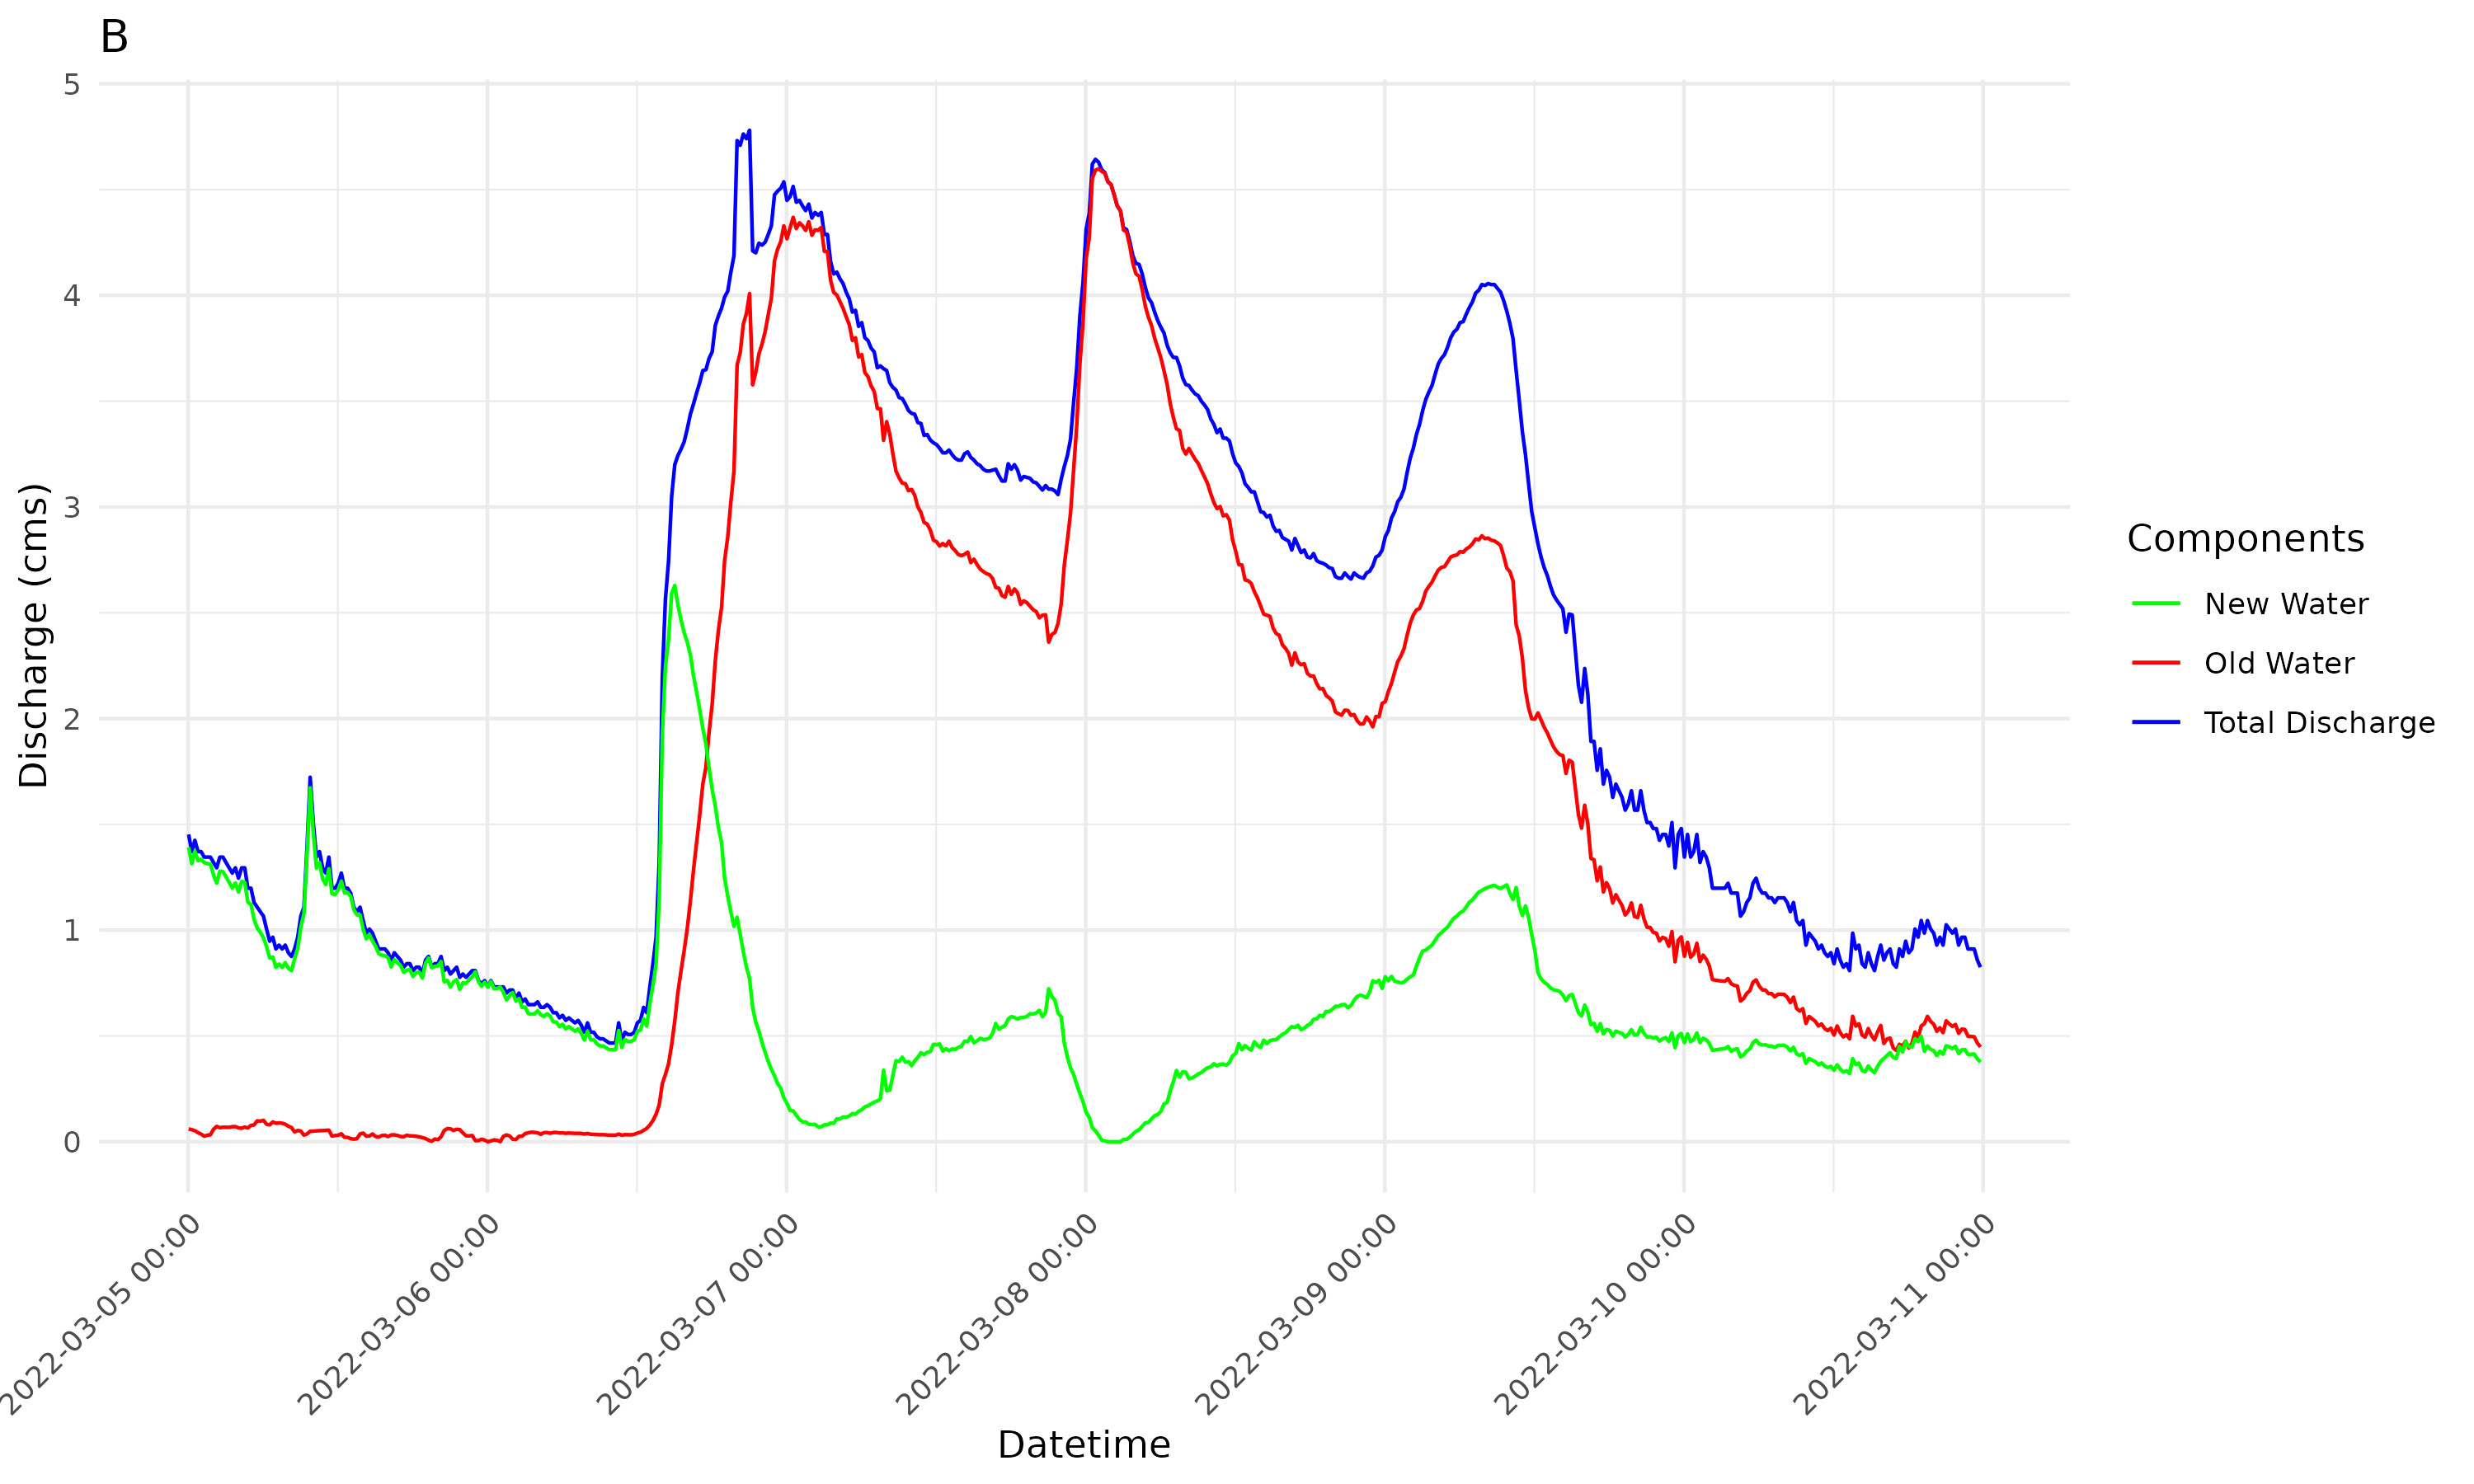 B
5
4
3
2
1
0
Discharge (cms)
2022-03-05 00:00
2022-03-06 00:00
2022-03-07 00:00
2022-03-08 00:00
2022-03-09 00:00
2022-03-10 00:00
2022-03-11 00:00
Datetime
Components
New Water
Old Water
Total Discharge